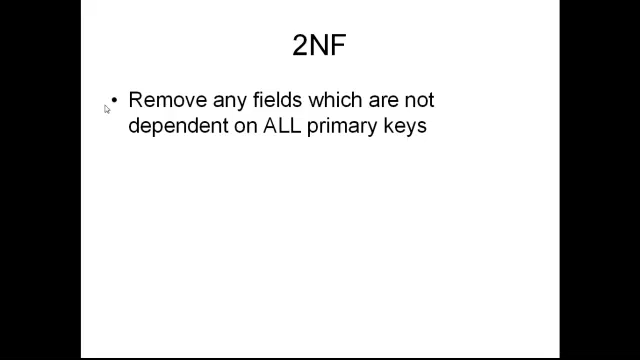 2NF
• Remove any fields which are not
dependent on ALL primary keys